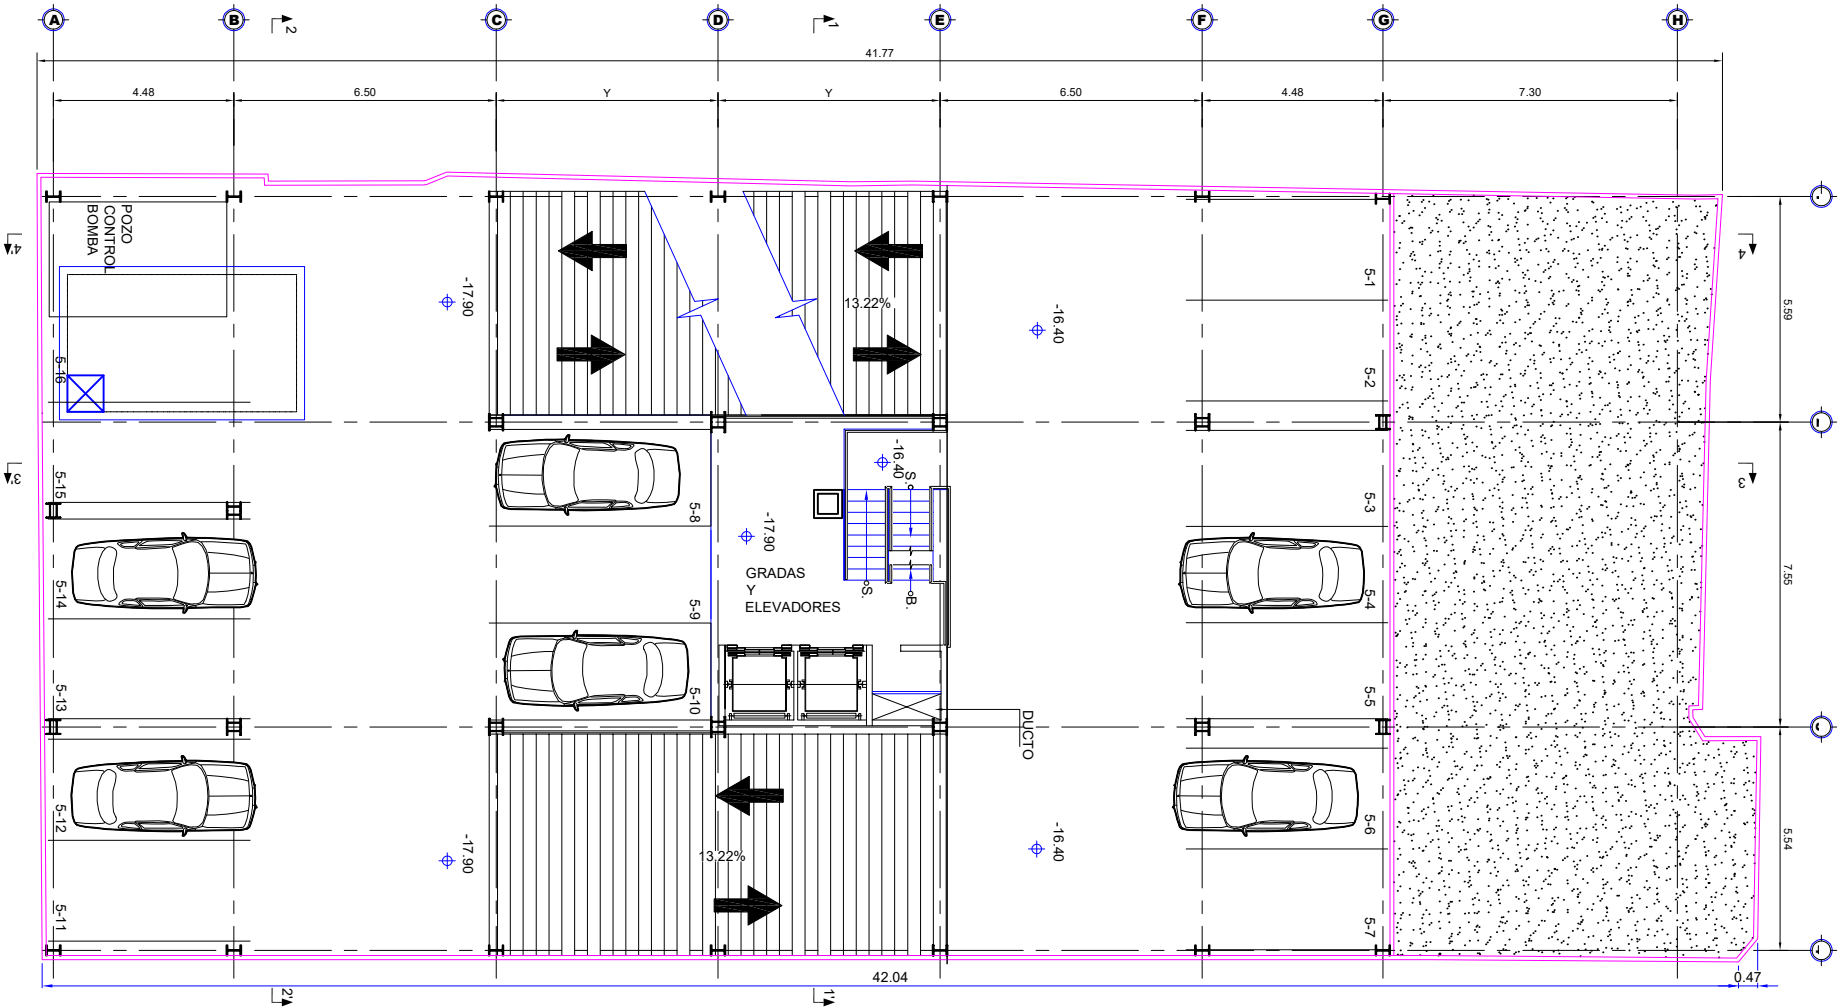 A
B
C
D
E
F
G
H
2
1
41.77
4.48
6.50
Y
Y
6.50
4.48
7.30
POZO
CONTROL
BOMBA
4'
4
-17.90
13.22%
-16.40
5-1
5.59
5-2
5-16
3'
3
5-15
5-8
-16.40
S.
5-3
-17.90
GRADAS
Y
ELEVADORES
S.
B.
5-14
5-9
5-4
7.55
5-13
5-10
5-5
DUCTO
5-12
-17.90
13.22%
-16.40
5-6
5.54
5-11
5-7
42.04
0.47
2'
1'